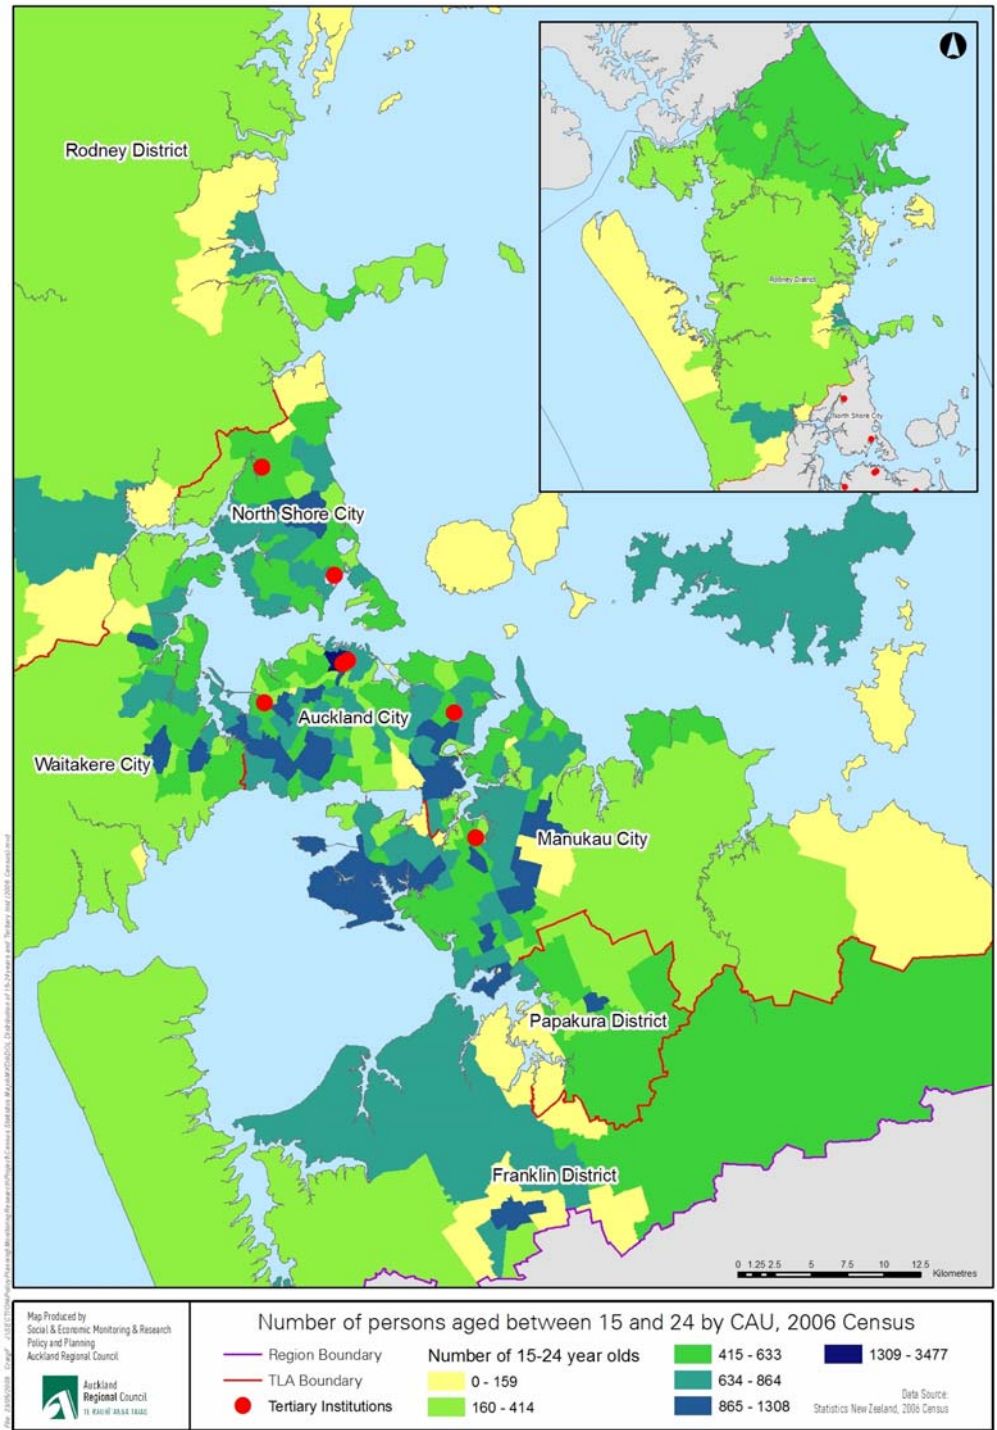 Rodney District
Rodney District
North Shore City
North Shore City
Auckland City
Waitakere City
Manukau City
Papakura District
Franklin District
0 1.25 2.5 5 7.5 10 12.5
Kilometres
Map Produced by
Social & Economic Monitoring & Research
Policy and Planning
Auckland Regional Council
Auckland
Regional Council
TE RAUHĪTANGA TAIAO
Number of persons aged between 15 and 24 by CAU, 2006 Census
Region Boundary
TLA Boundary
Tertiary Institutions
Number of 15-24 year olds
0 - 159
160 - 414
415 - 633
634 - 864
865 - 1308
1309 - 3477
Data Source:
Statistics New Zealand, 2006 Census